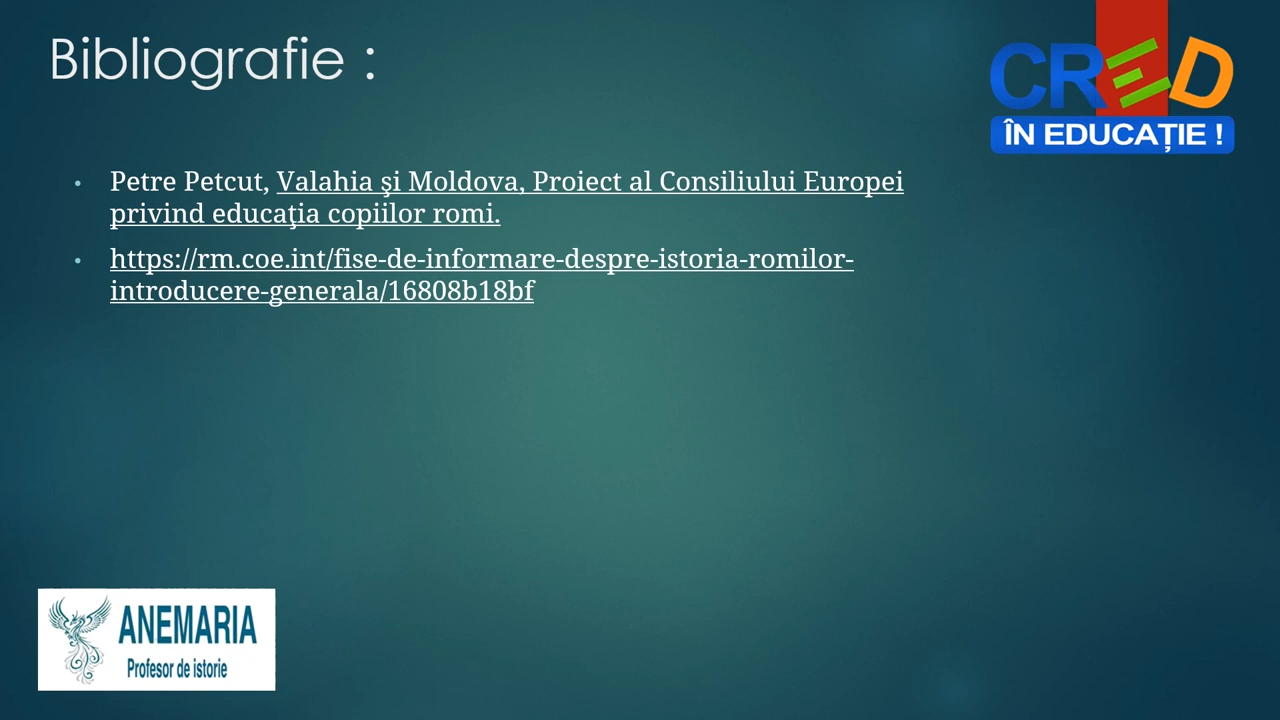 Bibliografie :
CRED
ÎN EDUCAȚIE !
• Petre Petcut, Valahia şi Moldova, Proiect al Consiliului Europei
privind educaţia copiilor romi.
• https://rm.coe.int/fise-de-informare-despre-istoria-romilor-
introducere-generala/16808b18bf
ANEMARIA
Profesor de istorie